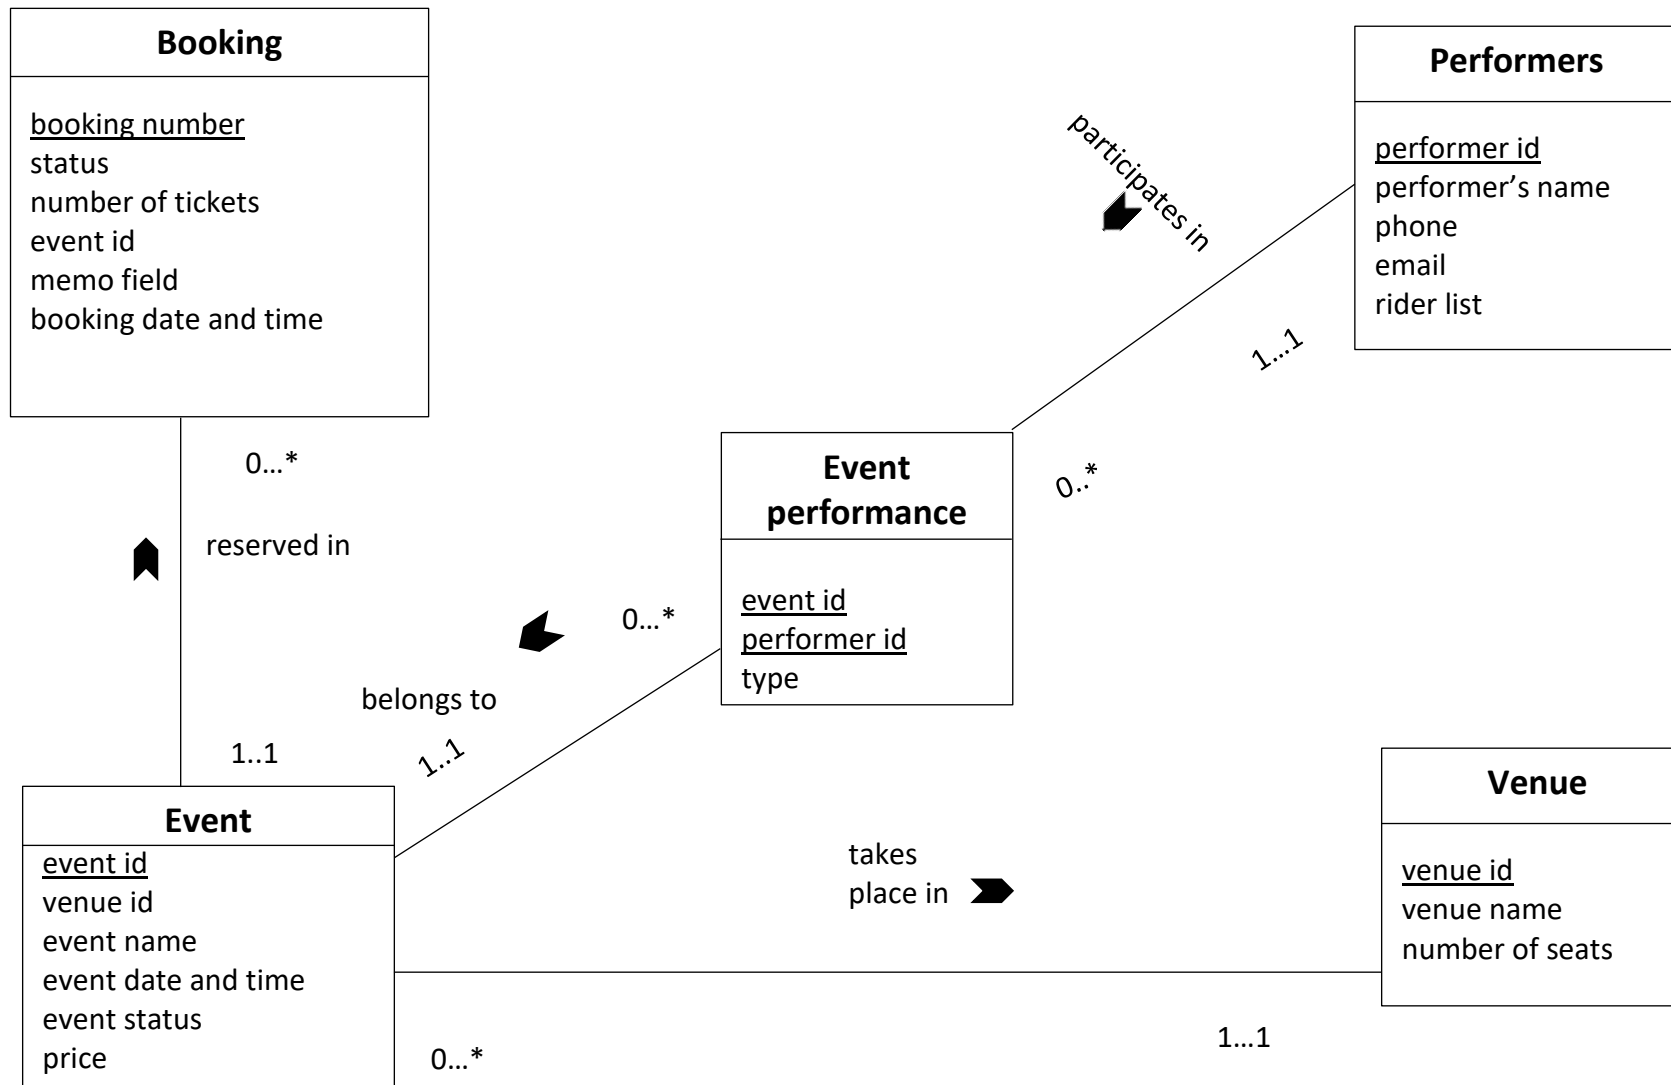 Booking
booking number
status
number of tickets
event id
memo field
booking date and time
Performers
performer id
performer’s name
phone
email
rider list
participates in
1...1
0..*
Event
performance
event id
performer id
type
0...*
reserved in
1..1
0...*
belongs to
1..1
Event
event id
venue id
event name
event date and time
event status
price
takes
place in
0...*
1...1
Venue
venue id
venue name
number of seats